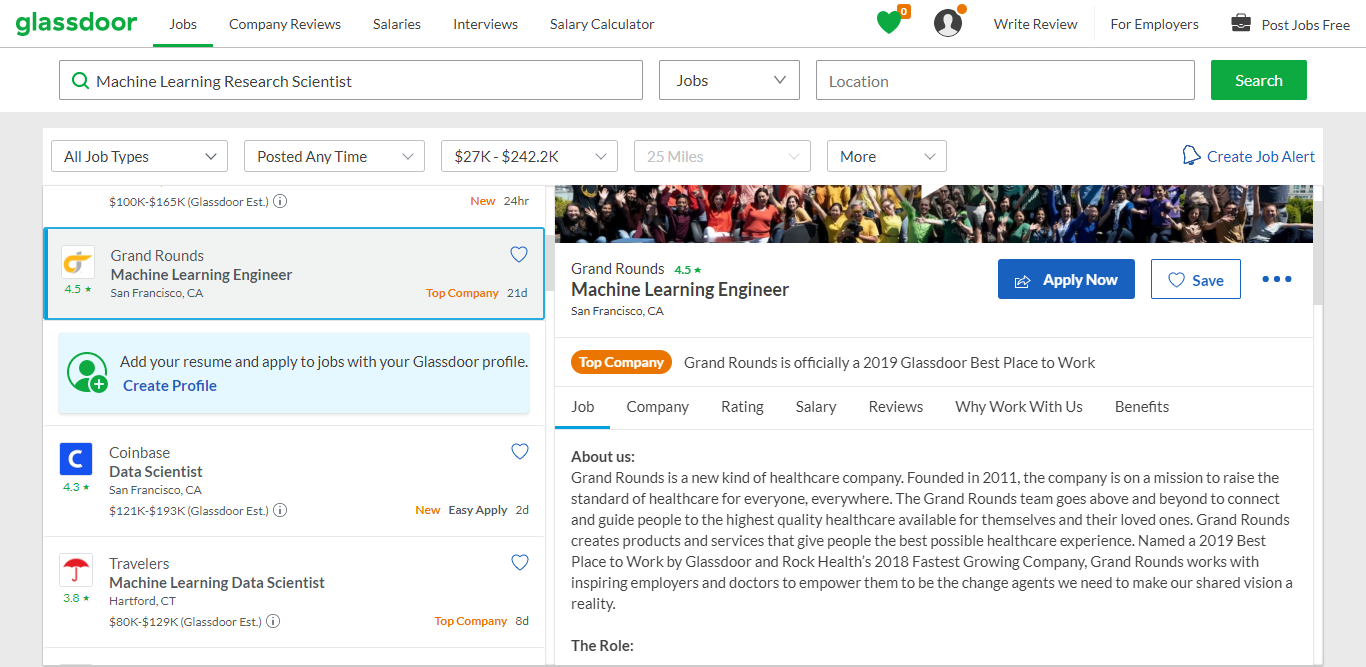 glassdoor
Jobs
Company Reviews
Salaries
Interviews
Salary Calculator
0
Write Review
For Employers
Post Jobs Free
Machine Learning Research Scientist
Jobs
Location
Search
All Job Types
Posted Any Time
$27K - $242.2K
25 Miles
More
Create Job Alert
$100K-$165K (Glassdoor Est.) i
New 24hr
Grand Rounds
Machine Learning Engineer
4.5 ★
San Francisco, CA
Top Company 21d
Add your resume and apply to jobs with your Glassdoor profile.
Create Profile
C
Coinbase
Data Scientist
4.3 ★
San Francisco, CA
$121K-$193K (Glassdoor Est.) i
New Easy Apply 2d
Travelers
Machine Learning Data Scientist
3.8 ★
Hartford, CT
$80K-$129K (Glassdoor Est.) i
Top Company 8d
Grand Rounds 4.5 ★
Machine Learning Engineer
San Francisco, CA
Apply Now
Save
Top Company Grand Rounds is officially a 2019 Glassdoor Best Place to Work
Job
Company
Rating
Salary
Reviews
Why Work With Us
Benefits
About us:
Grand Rounds is a new kind of healthcare company. Founded in 2011, the company is on a mission to raise the
standard of healthcare for everyone, everywhere. The Grand Rounds team goes above and beyond to connect
and guide people to the highest quality healthcare available for themselves and their loved ones. Grand Rounds
creates products and services that give people the best possible healthcare experience. Named a 2019 Best
Place to Work by Glassdoor and Rock Health's 2018 Fastest Growing Company, Grand Rounds works with
inspiring employers and doctors to empower them to be the change agents we need to make our shared vision a
reality.
The Role: